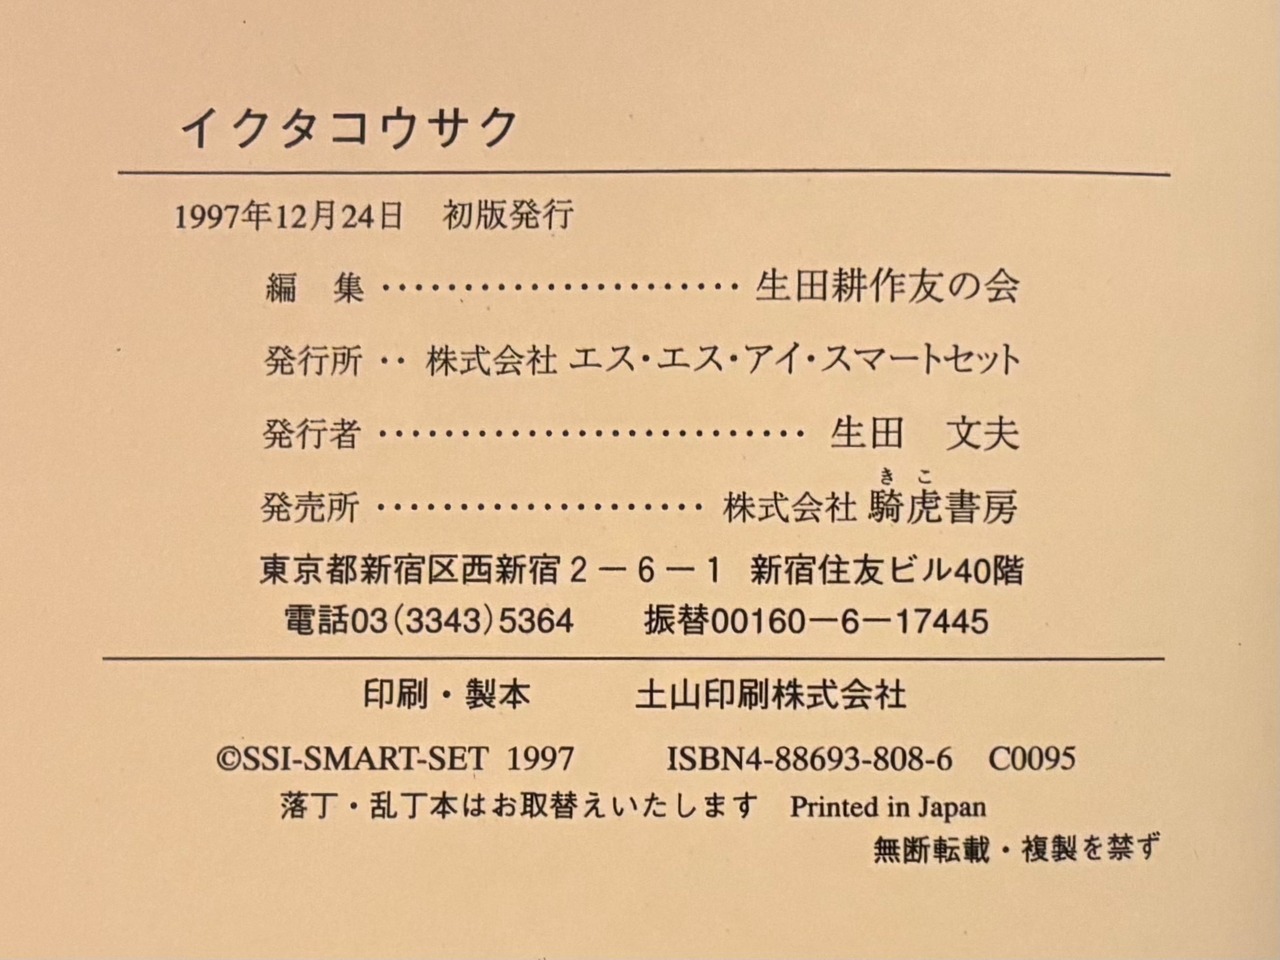 イクタコウサク
1997年12月24日　初版発行
編　集 ‥‥‥‥‥‥‥‥‥‥‥ 生田耕作友の会
発行所 ‥ 株式会社 エス・エス・アイ・スマートセット
発行者 ‥‥‥‥‥‥‥‥‥‥‥‥‥ 生田　文夫
きこ
発売所 ‥‥‥‥‥‥‥‥‥‥ 株式会社 騎虎書房
東京都新宿区西新宿2－6－1　新宿住友ビル40階
電話03(3343)5364　　振替00160－6－17445
印刷・製本　　　土山印刷株式会社
©SSI-SMART-SET 1997　　ISBN4-88693-808-6　C0095
落丁・乱丁本はお取替えいたします　Printed in Japan
無断転載・複製を禁ず